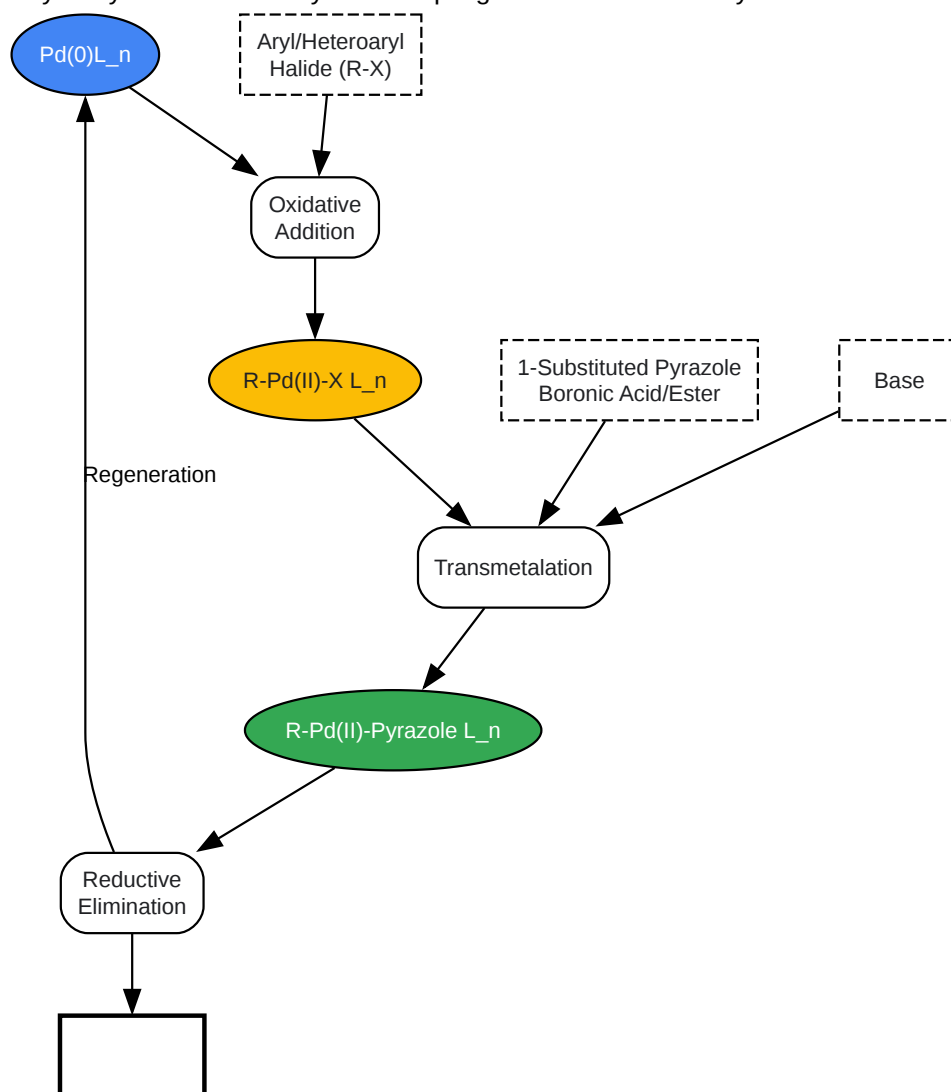 Pd(0)L_n
Aryl/Heteroaryl
Halide (R-X)
Oxidative
Addition
R-Pd(II)-X L_n
1-Substituted Pyrazole
Boronic Acid/Ester
Base
Regeneration
Transmetalation
R-Pd(II)-Pyrazole L_n
Reductive
Elimination